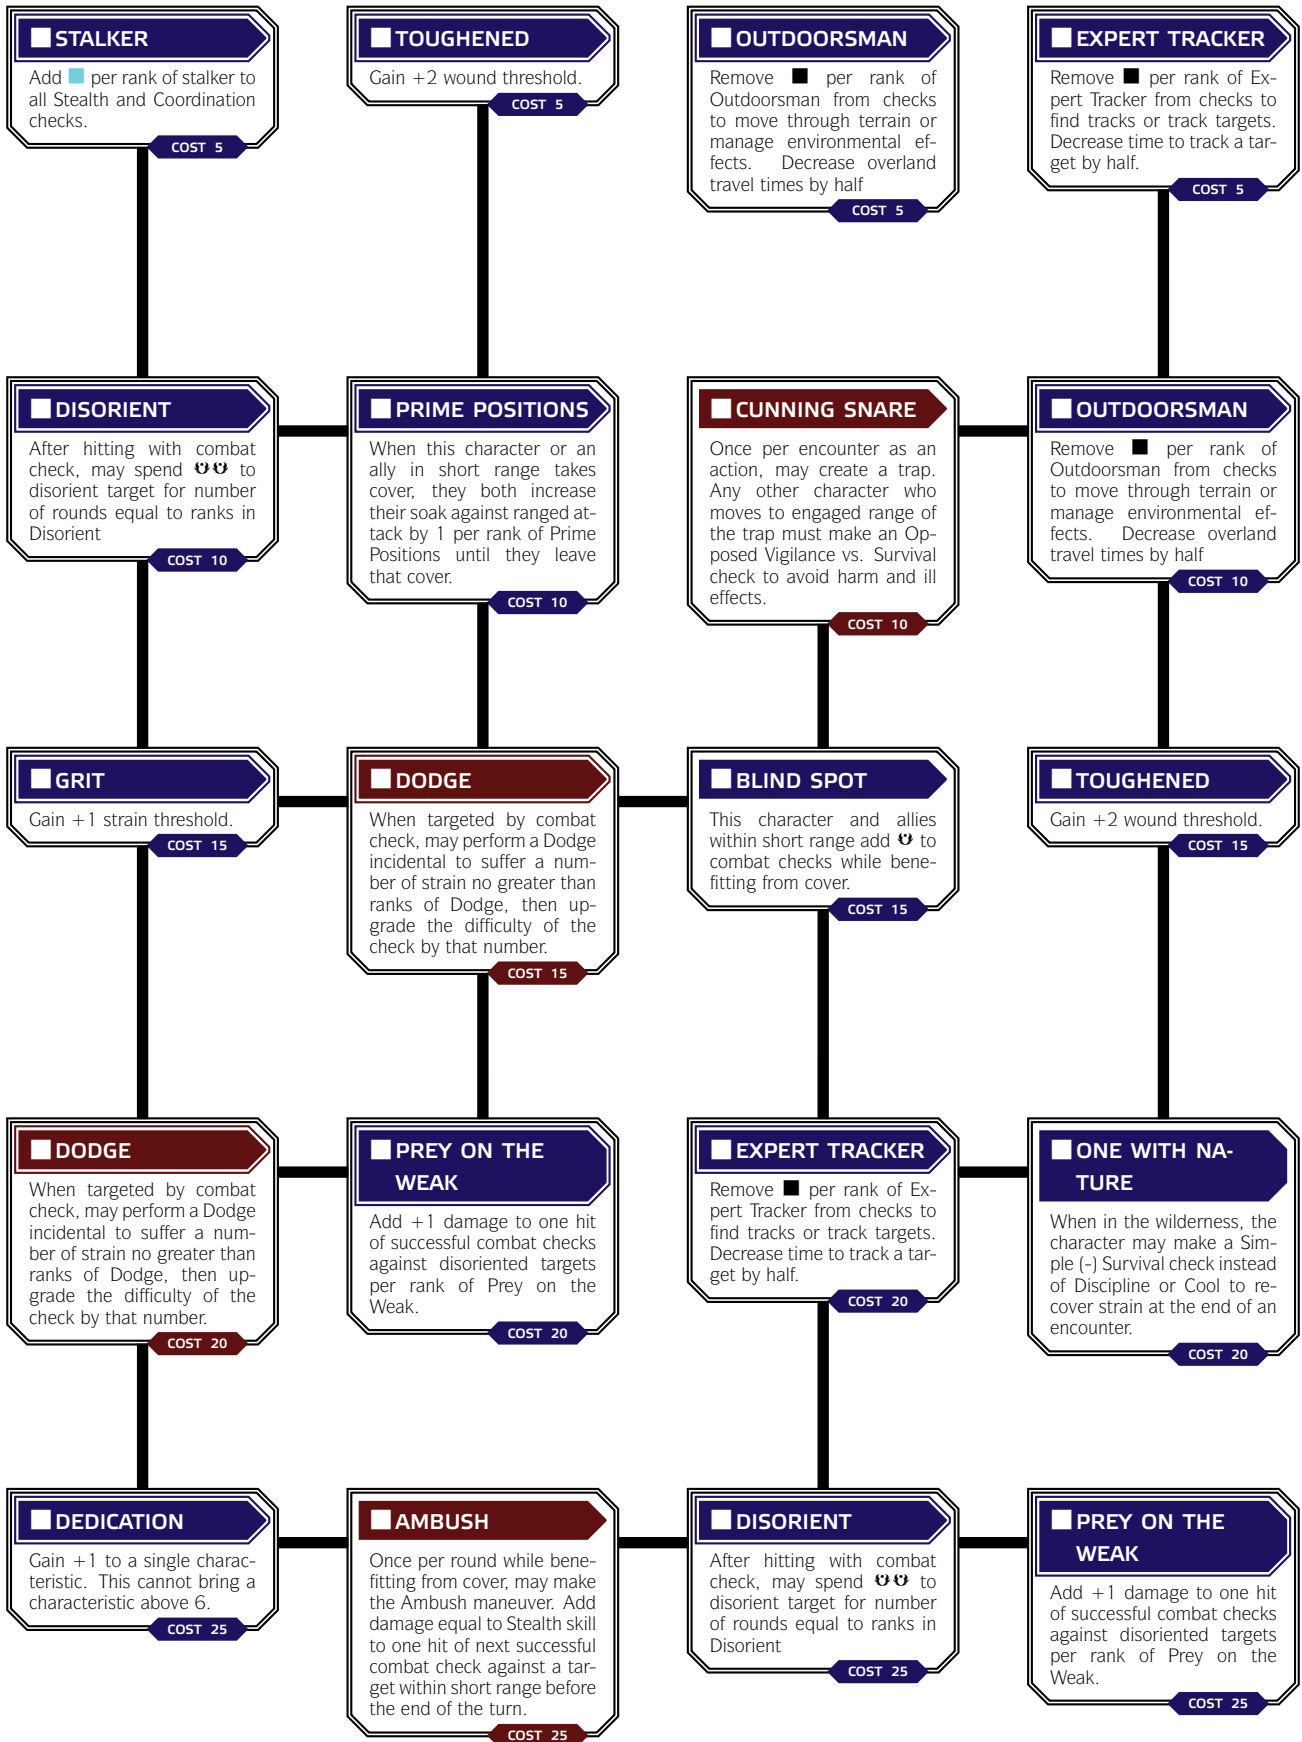 STALKER
Add per rank of stalker to
all Stealth and Coordination
checks.
COST 5
TOUGHENED
Gain +2 wound threshold.
COST 5
OUTDOORSMAN
Remove per rank of
Outdoorsman from checks
to move through terrain or
manage environmental ef-
fects. Decrease overland
travel times by half
COST 5
EXPERT TRACKER
Remove per rank of Ex-
pert Tracker from checks to
find tracks or track targets.
Decrease time to track a tar-
get by half.
COST 5
DISORIENT
After hitting with combat
check, may spend to
disorient target for number
of rounds equal to ranks in
Disorient
COST 10
PRIME POSITIONS
When this character or an
ally in short range takes
cover, they both increase
their soak against ranged at-
tack by 1 per rank of Prime
Positions until they leave
that cover.
COST 10
CUNNING SNARE
Once per encounter as an
action, may create a trap.
Any other character who
moves to engaged range of
the trap must make an Op-
posed Vigilance vs. Survival
check to avoid harm and ill
effects.
COST 10
OUTDOORSMAN
Remove per rank of
Outdoorsman from checks
to move through terrain or
manage environmental ef-
fects. Decrease overland
travel times by half
COST 10
GRIT
Gain +1 strain threshold.
COST 15
DODGE
When targeted by combat
check, may perform a Dodge
incidental to suffer a num-
ber of strain no greater than
ranks of Dodge, then up-
grade the difficulty of the
check by that number.
COST 15
BLIND SPOT
This character and allies
within short range add to
combat checks while bene-
fitting from cover.
COST 15
TOUGHENED
Gain +2 wound threshold.
COST 15
DODGE
When targeted by combat
check, may perform a Dodge
incidental to suffer a num-
ber of strain no greater than
ranks of Dodge, then up-
grade the difficulty of the
check by that number.
COST 20
PREY ON THE
WEAK
Add +1 damage to one hit
of successful combat checks
against disoriented targets
per rank of Prey on the
Weak.
COST 20
EXPERT TRACKER
Remove per rank of Ex-
pert Tracker from checks to
find tracks or track targets.
Decrease time to track a tar-
get by half.
COST 20
ONE WITH NA-
TURE
When in the wilderness, the
character may make a Sim-
ple (-) Survival check instead
of Discipline or Cool to re-
cover strain at the end of an
encounter.
COST 20
DEDICATION
Gain +1 to a single charac-
teristic. This cannot bring a
characteristic above 6.
COST 25
AMBUSH
Once per round while bene-
fitting from cover, may make
the Ambush maneuver. Add
damage equal to Stealth skill
to one hit of next successful
combat check against a tar-
get within short range before
the end of the turn.
COST 25
DISORIENT
After hitting with combat
check, may spend to
disorient target for number
of rounds equal to ranks in
Disorient
COST 25
PREY ON THE
WEAK
Add +1 damage to one hit
of successful combat checks
against disoriented targets
per rank of Prey on the
Weak.
COST 25